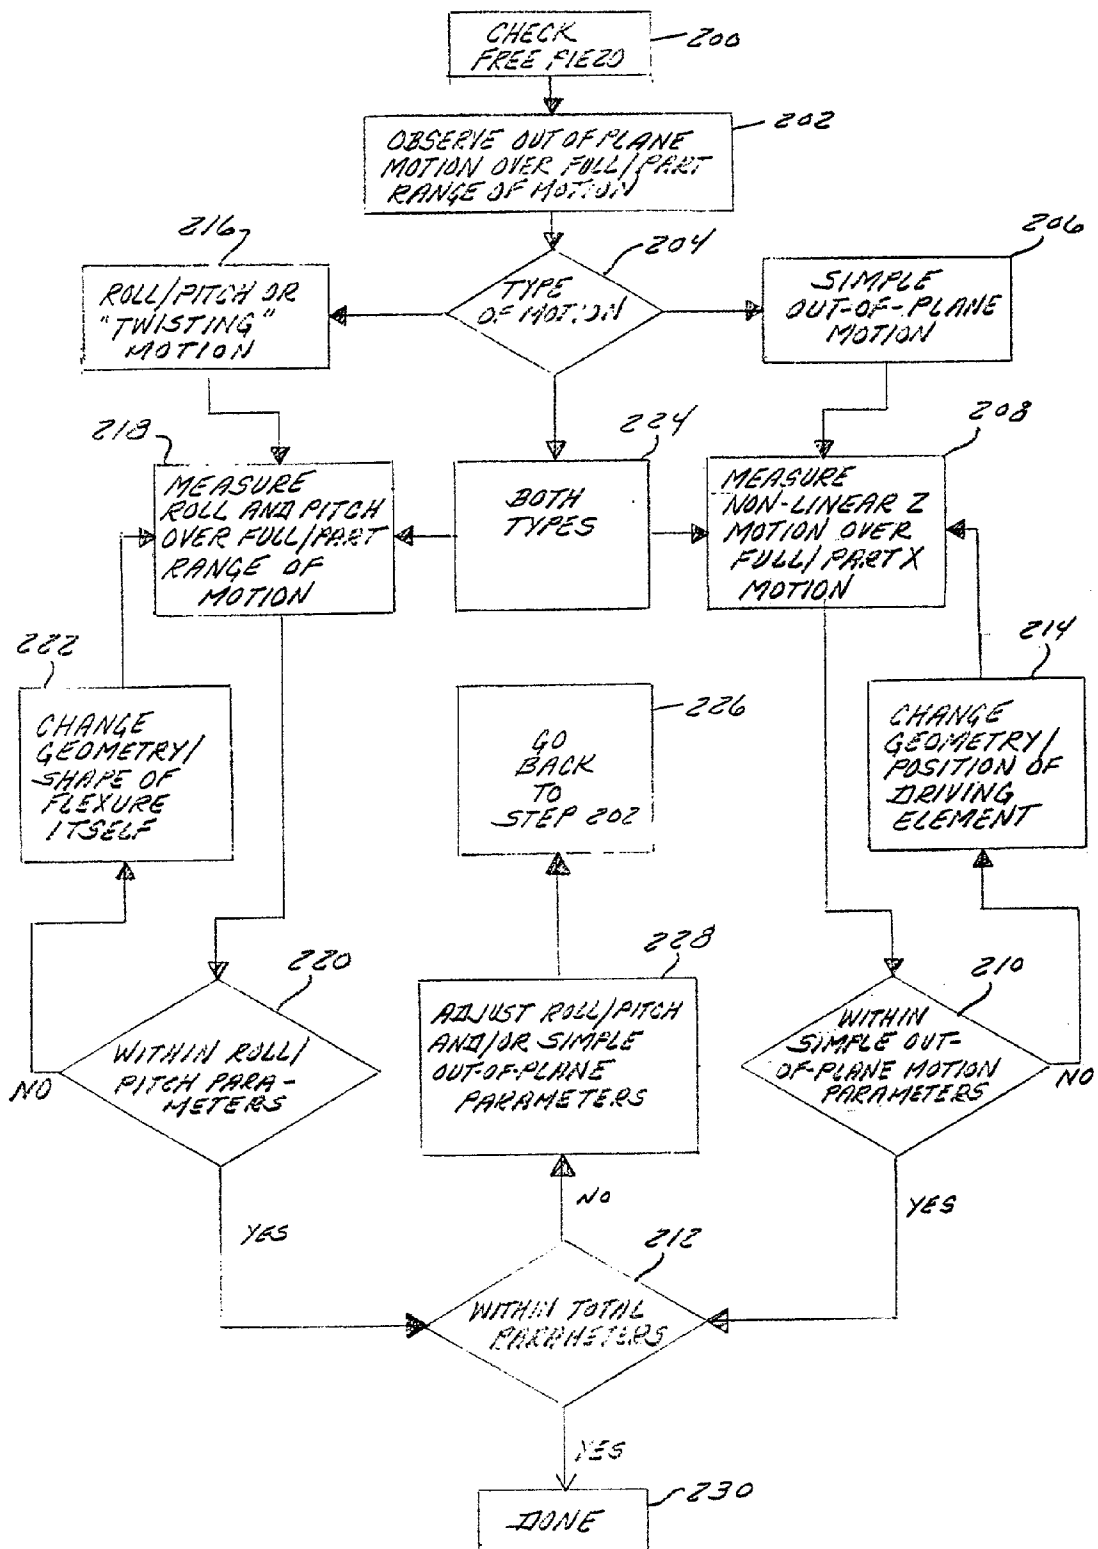 CHECK
FREE PIEZO
200
OBSERVE OUT OF PLANE
MOTION OVER FULL/PART
RANGE OF MOTION
202
TYPE
OF MOTION
204
216
ROLL/PITCH OR
"TWISTING"
MOTION
206
SIMPLE
OUT-OF-PLANE
MOTION
218
MEASURE
ROLL AND PITCH
OVER FULL/PART
RANGE OF
MOTION
224
BOTH
TYPES
208
MEASURE
NON-LINEAR Z
MOTION OVER
FULL/PART X
MOTION
222
CHANGE
GEOMETRY/
SHAPE OF
FLEXURE
ITSELF
226
GO
BACK
TO
STEP 202
214
CHANGE
GEOMETRY/
POSITION OF
DRIVING
ELEMENT
220
WITHIN ROLL/
PITCH PARA-
METERS
NO
YES
228
ADJUST ROLL/PITCH
AND/OR SIMPLE
OUT-OF-PLANE
PARAMETERS
210
WITHIN
SIMPLE OUT-
OF-PLANE MOTION
PARAMETERS
NO
YES
NO
212
WITHIN TOTAL
PARAMETERS
YES
DONE
230